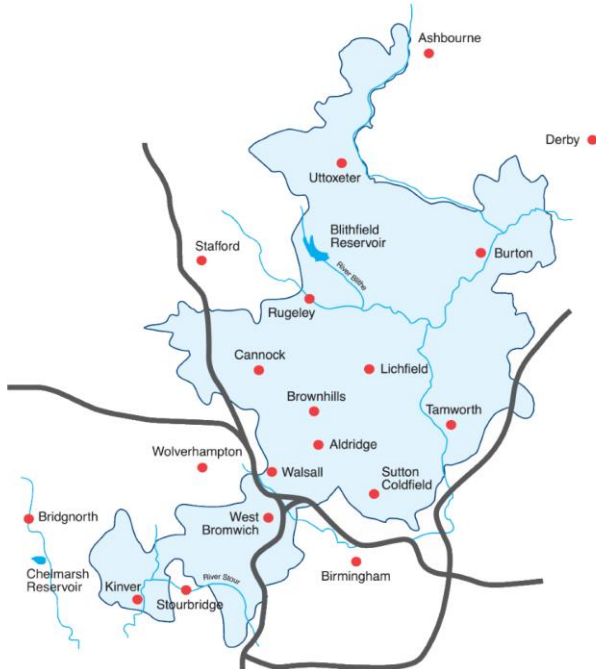 Ashbourne
Derby
Uttoxeter
Blithfield
Reservoir
Stafford
River Blithe
Burton
Rugeley
Cannock
Lichfield
Brownhills
Tamworth
Aldridge
Wolverhampton
Walsall
Sutton
Coldfield
Bridgnorth
West
Bromwich
Chelmarsh
Reservoir
Birmingham
River Stour
Kinver
Stourbridge